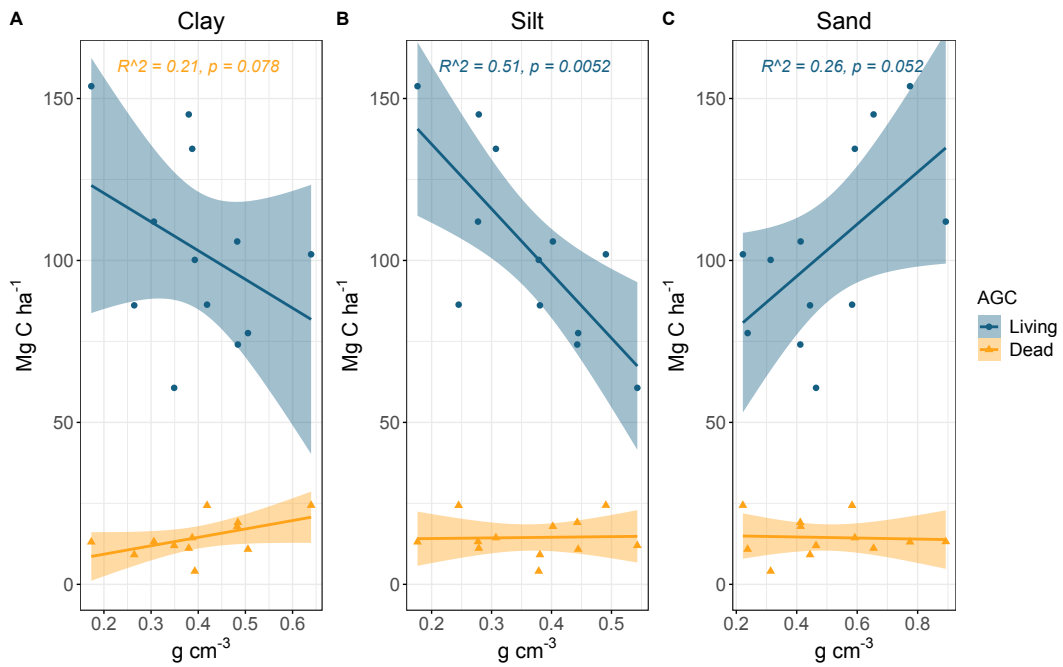 A Clay B Silt C Sand
R^2 = 0.21, p = 0.078 R^2 = 0.51, p = 0.0052 R^2 = 0.26, p = 0.052
150 150 150
100 100 100
50 50 50
0 0 0
Mg C ha⁻¹ Mg C ha⁻¹ Mg C ha⁻¹
0.2 0.3 0.4 0.5 0.6 0.2 0.3 0.4 0.5 0.2 0.4 0.6 0.8
g cm⁻³ g cm⁻³ g cm⁻³
AGC
Living
Dead